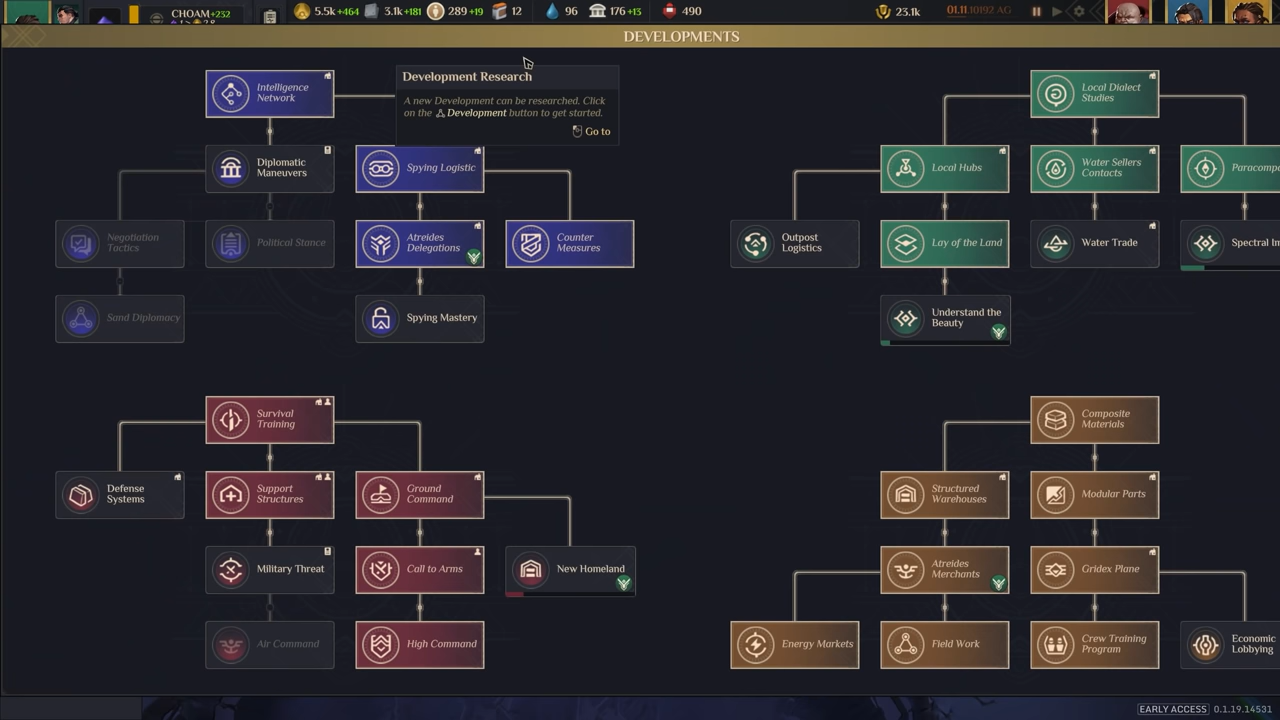 CHOAM +232
5.5k +464
3.1k +181
289 +19
12
96
176 +13
490
23.1k
01.11.10192 AG
DEVELOPMENTS
Development Research
A new Development can be researched. Click
on the Development button to get started.
Go to
Intelligence
Network
Diplomatic
Maneuvers
Spying Logistic
Negotiation
Tactics
Political Stance
Atreides
Delegations
Counter
Measures
Sand Diplomacy
Spying Mastery
Local Dialect
Studies
Local Hubs
Water Sellers
Contacts
Paracomp
Outpost
Logistics
Lay of the Land
Water Trade
Spectral Im
Understand the
Beauty
Survival
Training
Defense
Systems
Support
Structures
Ground
Command
Military Threat
Call to Arms
New Homeland
Air Command
High Command
Composite
Materials
Structured
Warehouses
Modular Parts
Atreides
Merchants
Gridex Plane
Energy Markets
Field Work
Crew Training
Program
Economic
Lobbying
EARLY ACCESS 0.1.19.14531